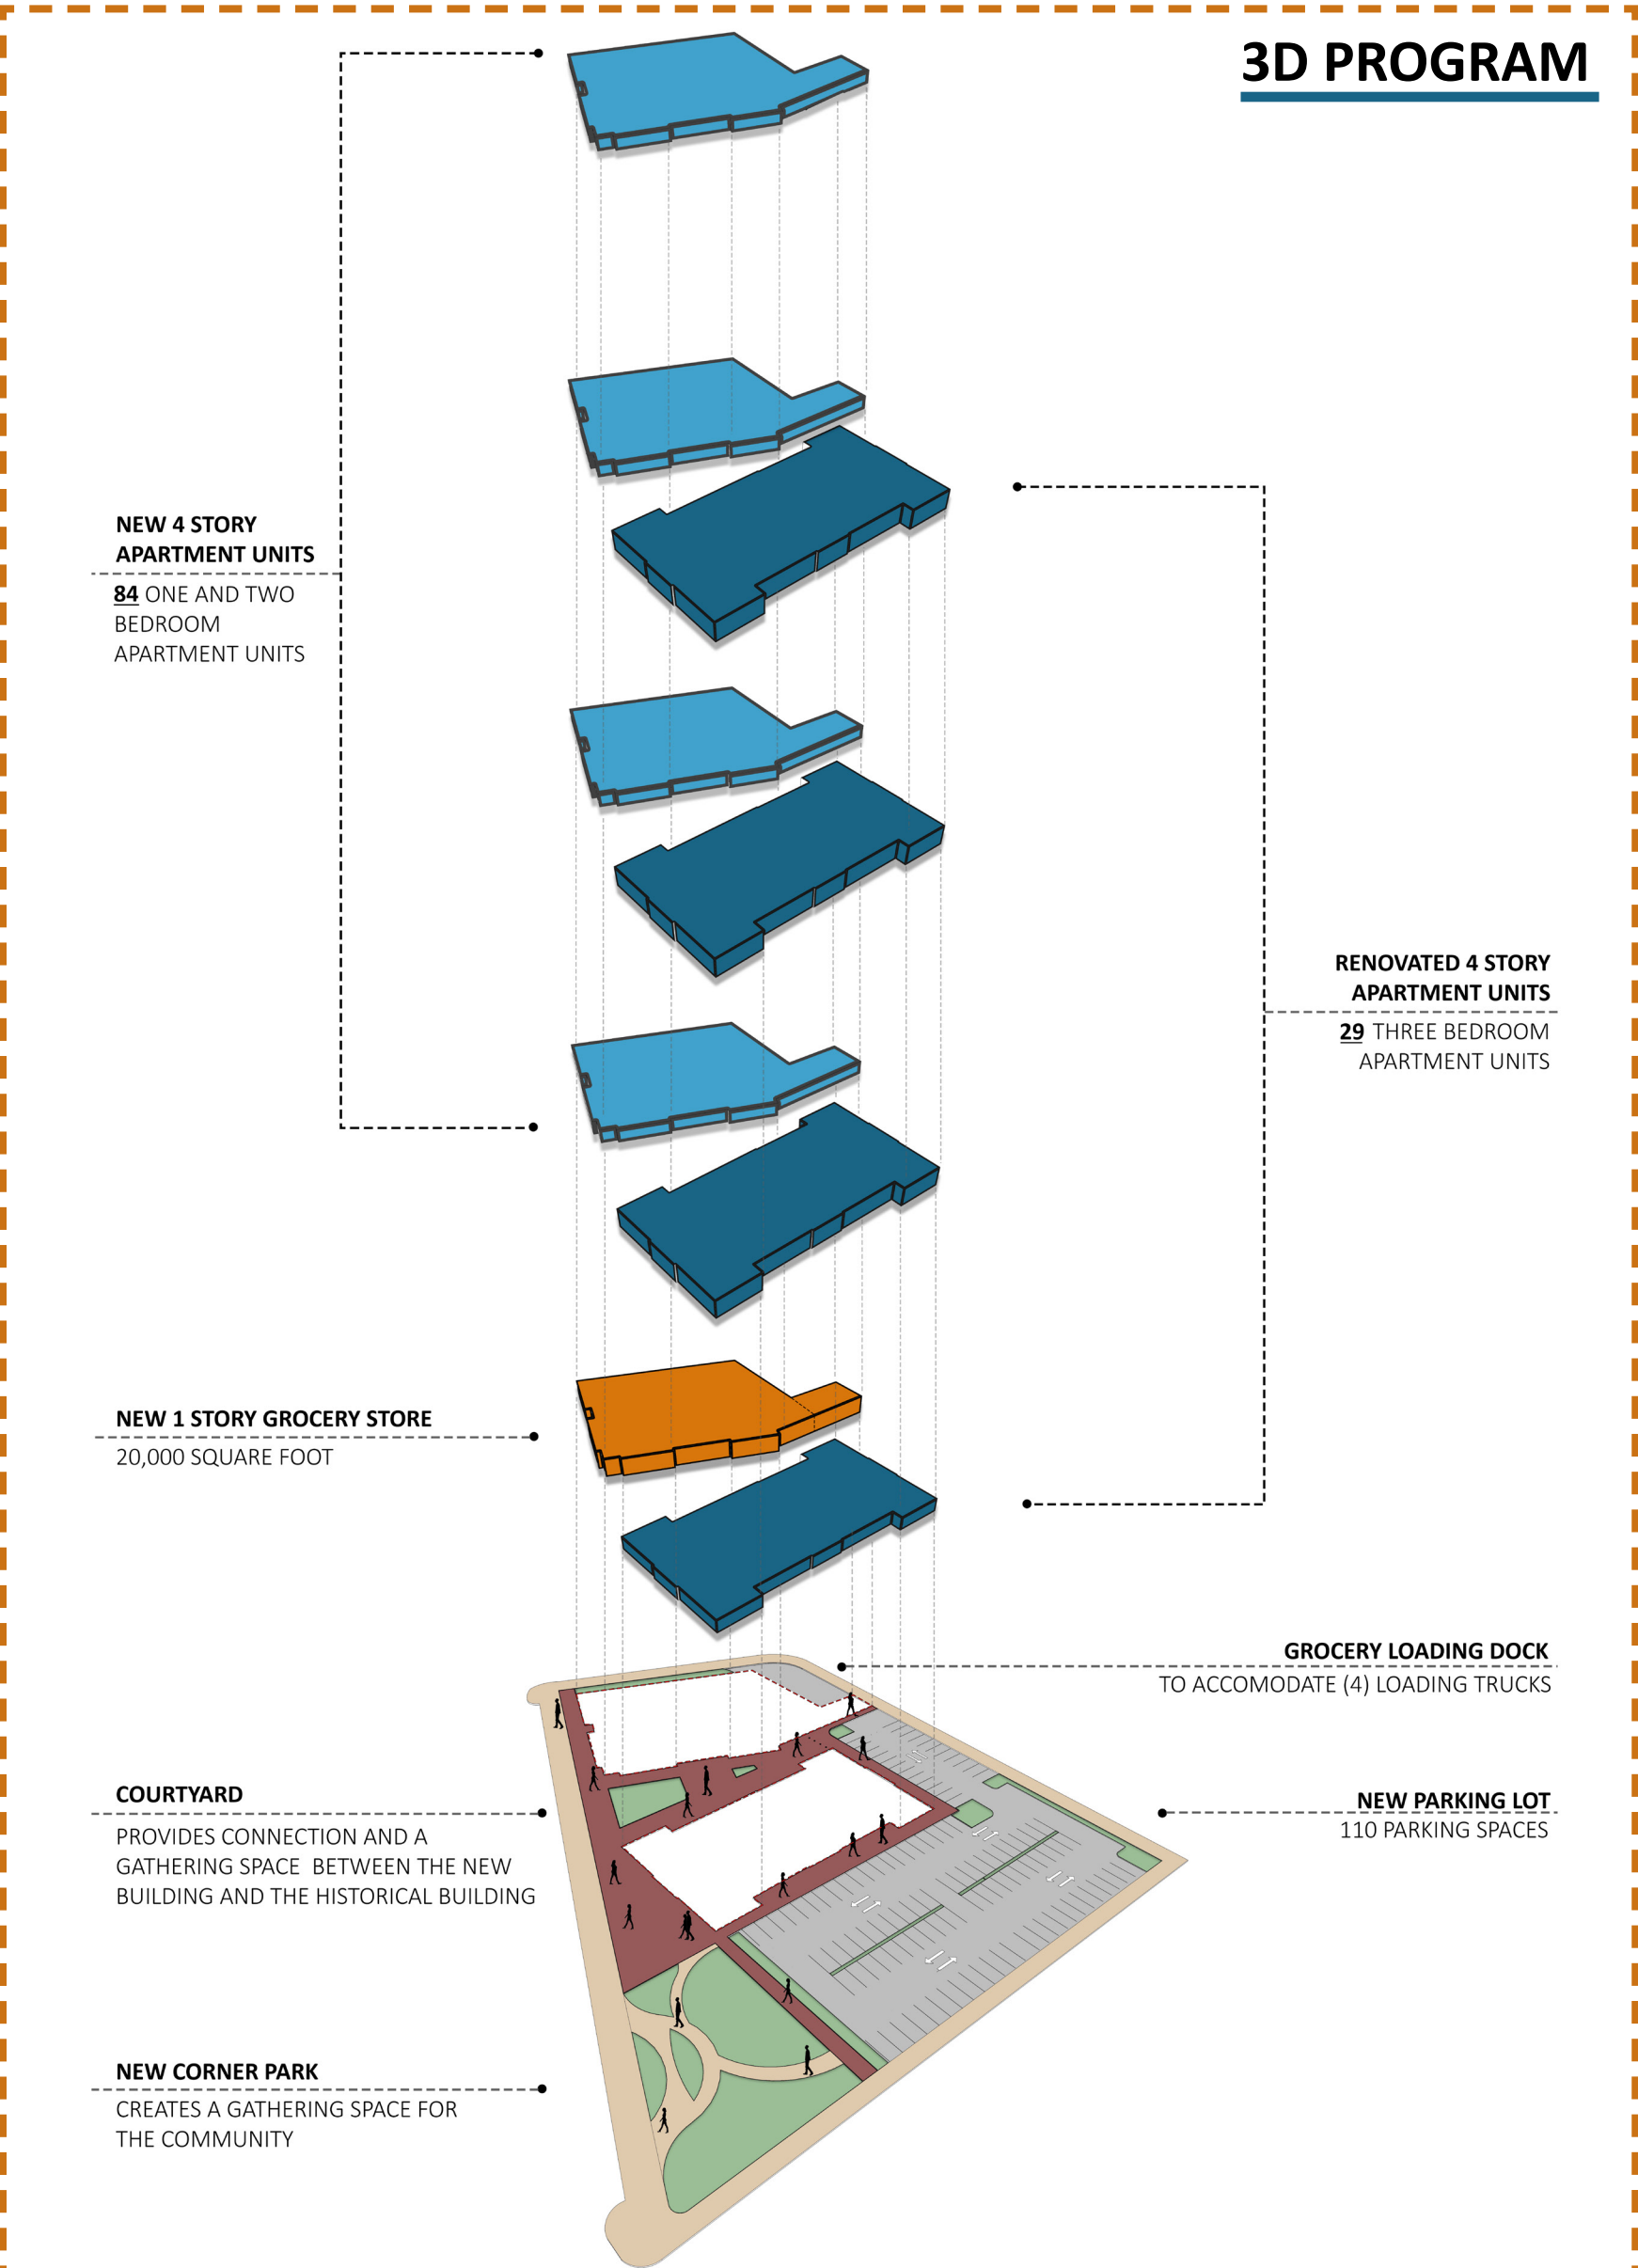 3D PROGRAM
NEW 4 STORY
APARTMENT UNITS
84 ONE AND TWO
BEDROOM
APARTMENT UNITS
RENOVATED 4 STORY
APARTMENT UNITS
29 THREE BEDROOM
APARTMENT UNITS
NEW 1 STORY GROCERY STORE
20,000 SQUARE FOOT
GROCERY LOADING DOCK
TO ACCOMODATE (4) LOADING TRUCKS
COURTYARD
PROVIDES CONNECTION AND A
GATHERING SPACE BETWEEN THE NEW
BUILDING AND THE HISTORICAL BUILDING
NEW PARKING LOT
110 PARKING SPACES
NEW CORNER PARK
CREATES A GATHERING SPACE FOR
THE COMMUNITY